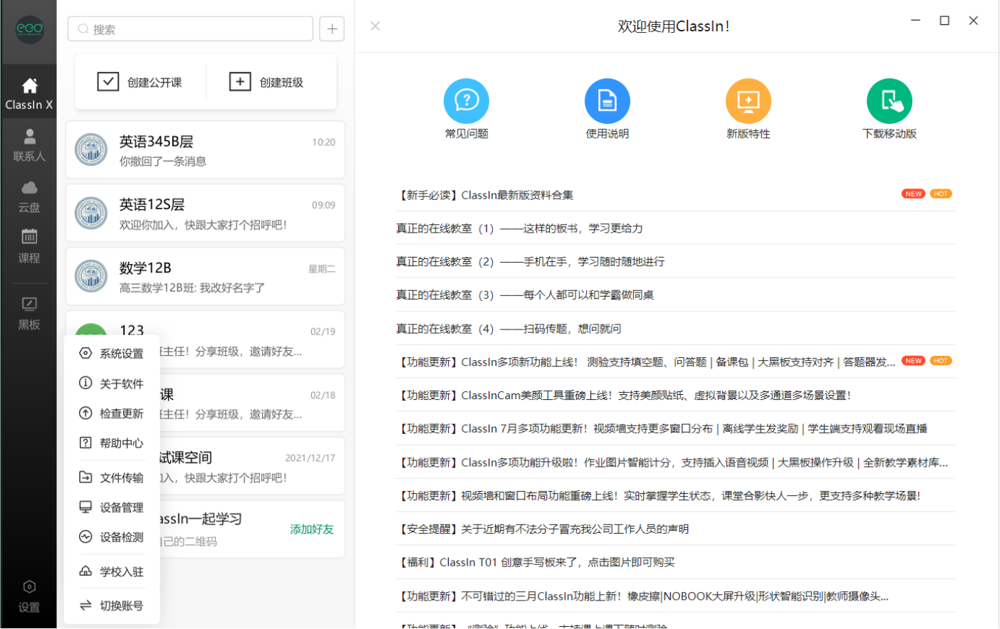 eeo
ClassIn X
联系人
云盘
课程
黑板
设置
搜索
创建公开课
创建班级
英语345B层
10:20
你撤回了一条消息
英语12S层
09:09
欢迎你加入，快跟大家打个招呼吧！
数学12B
星期二
高三数学12B班: 我改好名字了
123
02/19
班主任！分享班级，邀请好友...
课
02/18
班主任！分享班级，邀请好友...
试课空间
2021/12/17
加入，快跟大家打个招呼吧！
assIn一起学习
自己的二维码
添加好友
系统设置
关于软件
检查更新
帮助中心
文件传输
设备管理
设备检测
学校入驻
切换账号
欢迎使用ClassIn！
常见问题
使用说明
新版特性
下载移动版
【新手必读】ClassIn最新版资料合集
NEW
HOT
真正的在线教室（1）——这样的板书，学习更给力
真正的在线教室（2）——手机在手，学习随时随地进行
真正的在线教室（3）——每个人都可以和学霸做同桌
真正的在线教室（4）——扫码传题，想问就问
【功能更新】ClassIn多项新功能上线！ 测验支持填空题、问答题 | 备课包 | 大黑板支持对齐 | 答题器发...
NEW
HOT
【功能更新】ClassInCam美颜工具重磅上线！支持美颜贴纸、虚拟背景以及多通道多场景设置！
【功能更新】ClassIn 7月多项功能更新！视频墙支持更多窗口分布 | 离线学生发奖励 | 学生端支持观看现场直播
【功能更新】ClassIn多项功能升级啦！作业图片智能计分，支持插入语音视频 | 大黑板操作升级 | 全新教学素材库...
【功能更新】视频墙和窗口布局功能重磅上线！实时掌握学生状态，课堂合影快人一步，更支持多种教学场景!
【安全提醒】关于近期有不法分子冒充我公司工作人员的声明
【福利】ClassIn T01 创意手写板来了，点击图片即可购买
【功能更新】不可错过的三月ClassIn功能上新！橡皮擦|NOBOOK大屏升级|形状智能识别|教师摄像头...
【功能更新】“测验”功能上线，支持课上课下随时测验